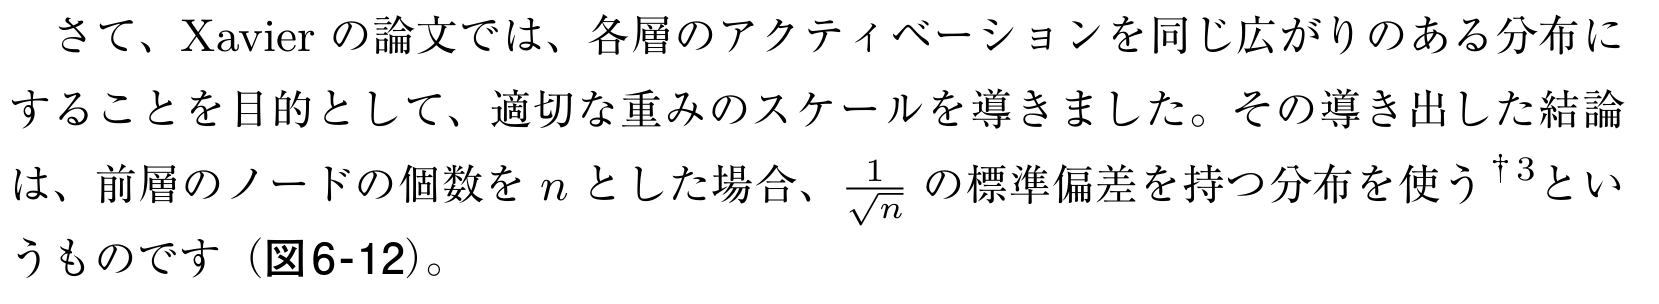 さて、Xavier の論文では、各層のアクティベーションを同じ広がりのある分布に
することを目的として、適切な重みのスケールを導きました。その導き出した結論
は、前層のノードの個数を n とした場合、1/√n の標準偏差を持つ分布を使う†3とい
うものです（図6-12）。